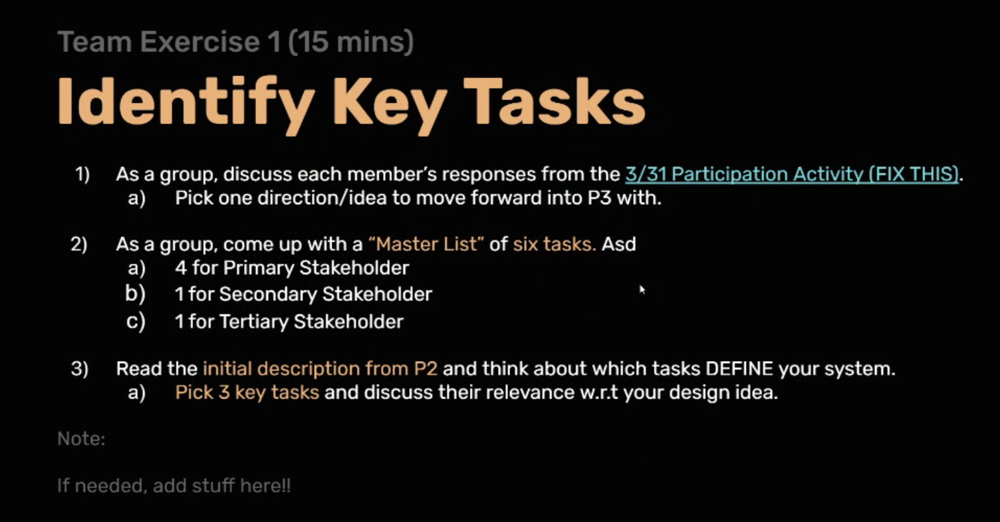 Team Exercise 1 (15 mins)
Identify Key Tasks
1) As a group, discuss each member's responses from the 3/31 Participation Activity (FIX THIS).
a) Pick one direction/idea to move forward into P3 with.
2) As a group, come up with a “Master List” of six tasks. Asd
a) 4 for Primary Stakeholder
b) 1 for Secondary Stakeholder
c) 1 for Tertiary Stakeholder
3) Read the initial description from P2 and think about which tasks DEFINE your system.
a) Pick 3 key tasks and discuss their relevance w.r.t your design idea.
Note:
If needed, add stuff here!!